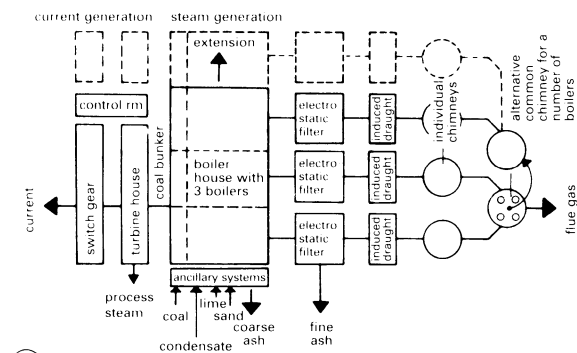 current generation
steam generation
extension
control rm
coal bunker
electro
static
filter
induced
draught
individual
chimneys
alternative
common
chimney for a
number of
boilers
current
switch gear
turbine house
boiler
house with
3 boilers
electro
static
filter
induced
draught
flue gas
electro
static
filter
induced
draught
process
steam
ancillary systems
coal
lime
sand
condensate
coarse
ash
fine
ash